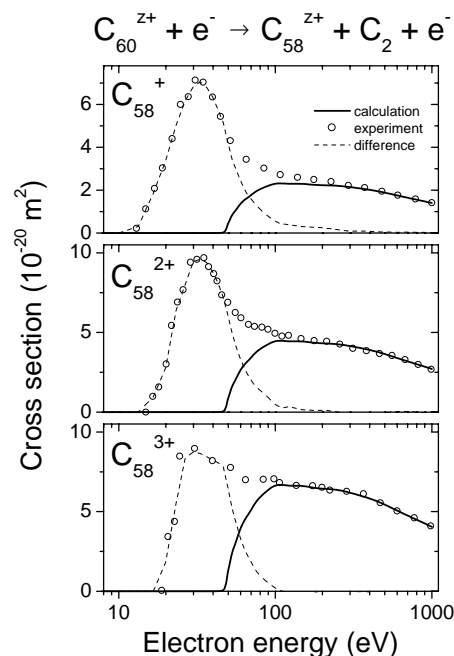 C₆₀ᶻ⁺ + e⁻ → C₅₈ᶻ⁺ + C₂ + e⁻
C₅₈⁺
calculation
experiment
difference
6
4
2
0
C₅₈²⁺
10
5
0
C₅₈³⁺
10
5
0
10
100
1000
Cross section (10⁻²⁰ m²)
Electron energy (eV)